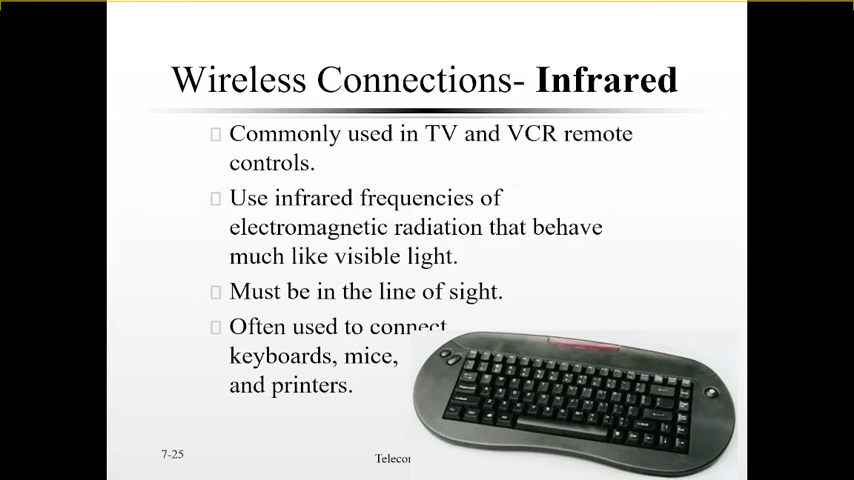 Wireless Connections- Infrared
Commonly used in TV and VCR remote
controls.
Use infrared frequencies of
electromagnetic radiation that behave
much like visible light.
Must be in the line of sight.
Often used to connect
keyboards, mice,
and printers.
7-25
Telecor